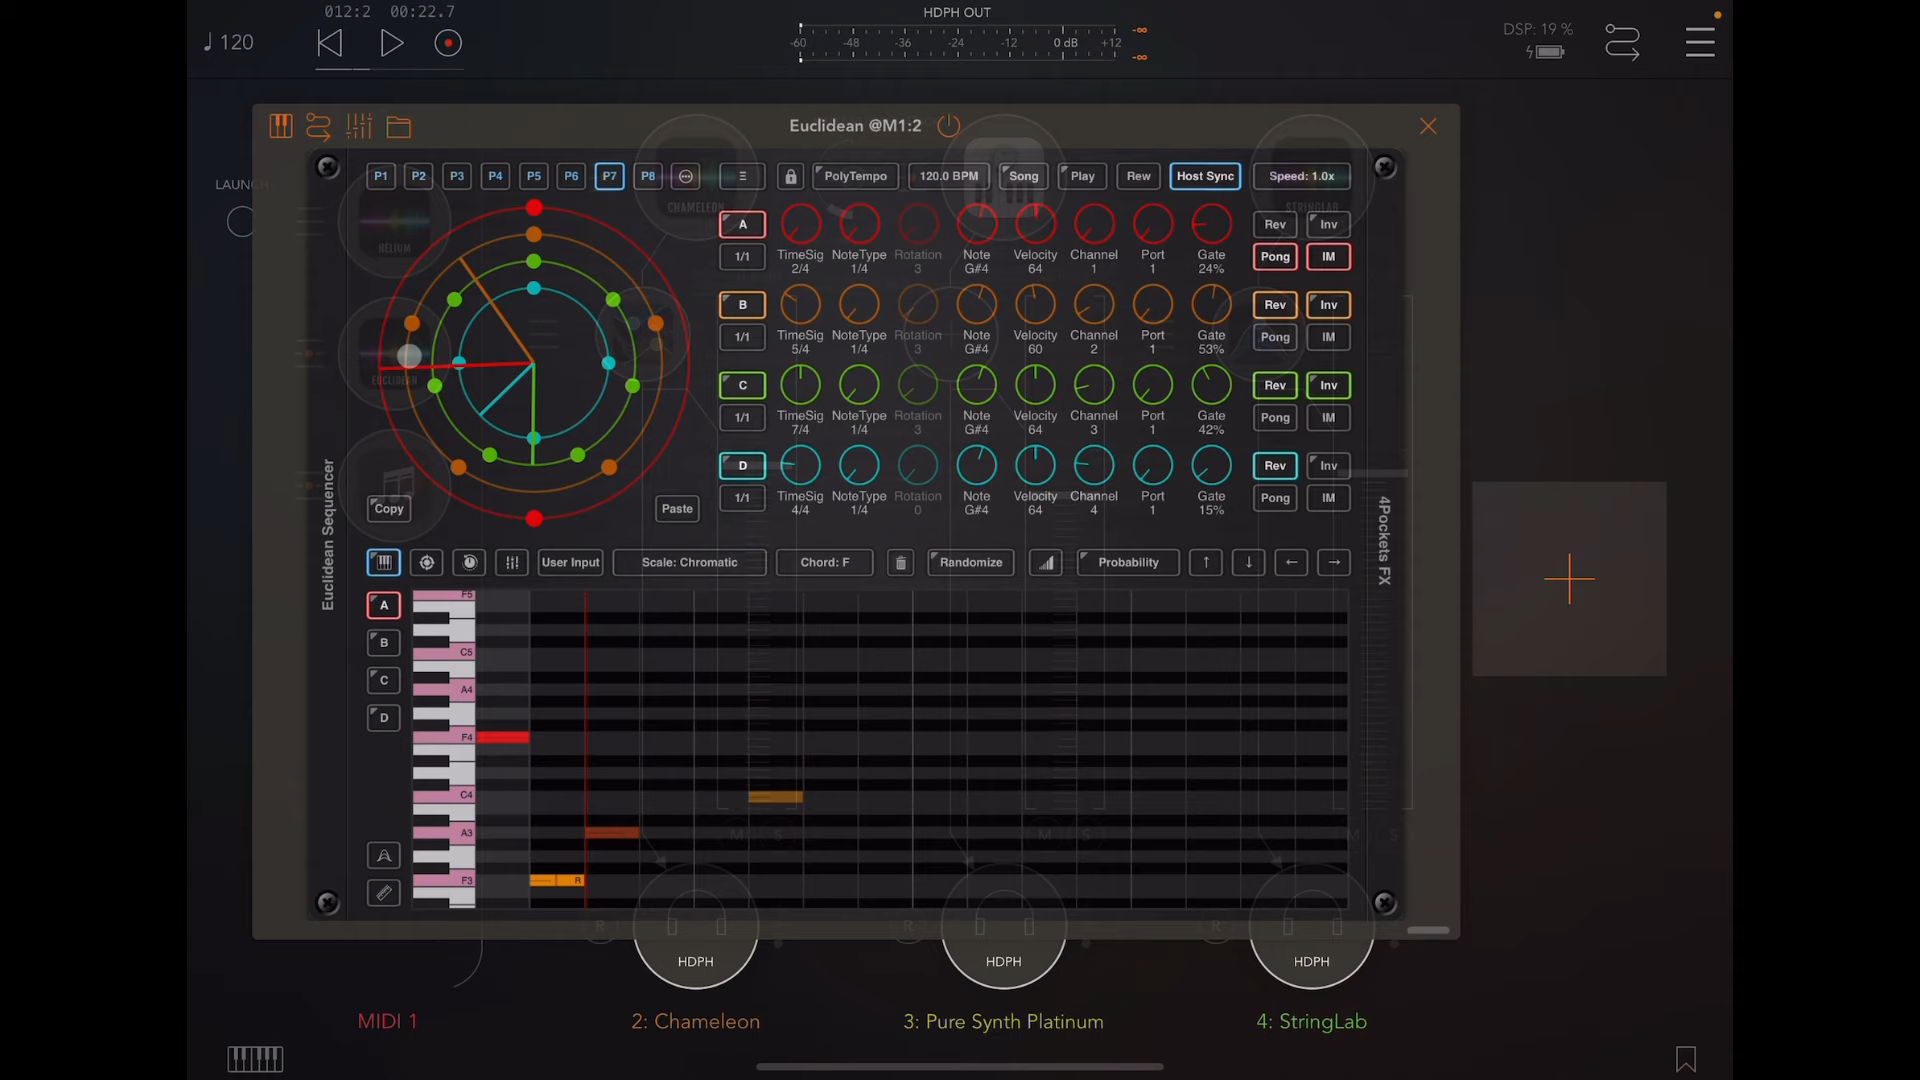 012:2 00:22.7
HDPH OUT
♩ 120
-60 -48 -36 -24 -12 0 dB +12
-∞
-∞
DSP: 19 %
Euclidean @M1:2
LAUNCH
P1 P2 P3 P4 P5 P6 P7 P8
PolyTempo 120.0 BPM Song Play Rew Host Sync Speed: 1.0x
CHAMELEON
STRINGLAB
HELIUM
EUCLIDEAN
A Rev Inv
1/1 TimeSig NoteType Rotation Note Velocity Channel Port Gate Pong IM
2/4 1/4 3 G#4 64 1 1 24%
B Rev Inv
1/1 TimeSig NoteType Rotation Note Velocity Channel Port Gate Pong IM
5/4 1/4 3 G#4 60 2 1 53%
C Rev Inv
1/1 TimeSig NoteType Rotation Note Velocity Channel Port Gate Pong IM
7/4 1/4 3 G#4 64 3 1 42%
D Rev Inv
1/1 TimeSig NoteType Rotation Note Velocity Channel Port Gate Pong IM
4/4 1/4 0 G#4 64 4 1 15%
Copy Paste
Euclidean Sequencer
4Pockets FX
User Input Scale: Chromatic Chord: F Randomize Probability ↑ ↓ ← →
A
B
C
D
F5
C5
A4
F4
C4
A3
F3
R
M S M S M S
R R R
HDPH HDPH HDPH
MIDI 1 2: Chameleon 3: Pure Synth Platinum 4: StringLab